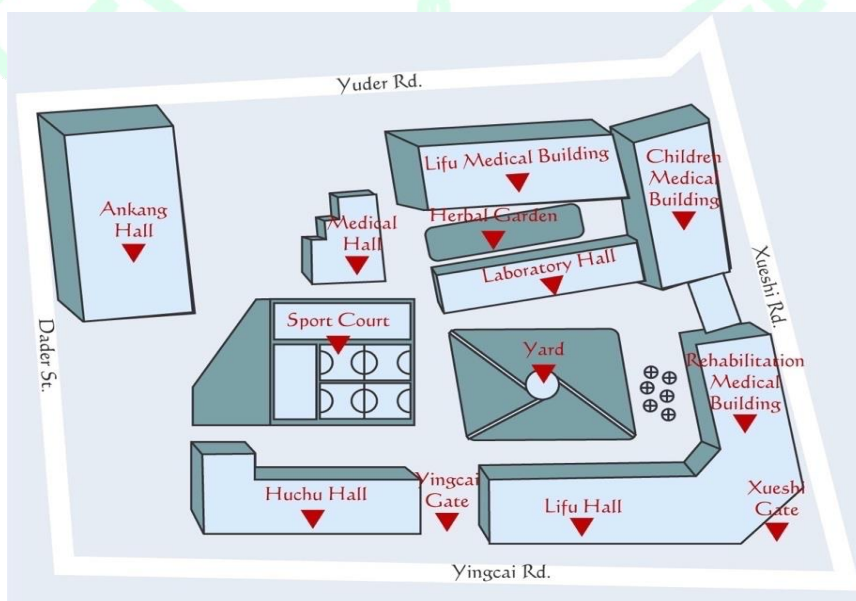 Yuder Rd.
Lifu Medical Building
Children
Medical
Building
Ankang
Hall
Medical
Hall
Herbal Garden
Laboratory Hall
Xueshi Rd.
Sport Court
Yard
Dader St.
Rehabilitation
Medical
Building
Huchu Hall
Yingcai
Gate
Lifu Hall
Xueshi
Gate
Yingcai Rd.